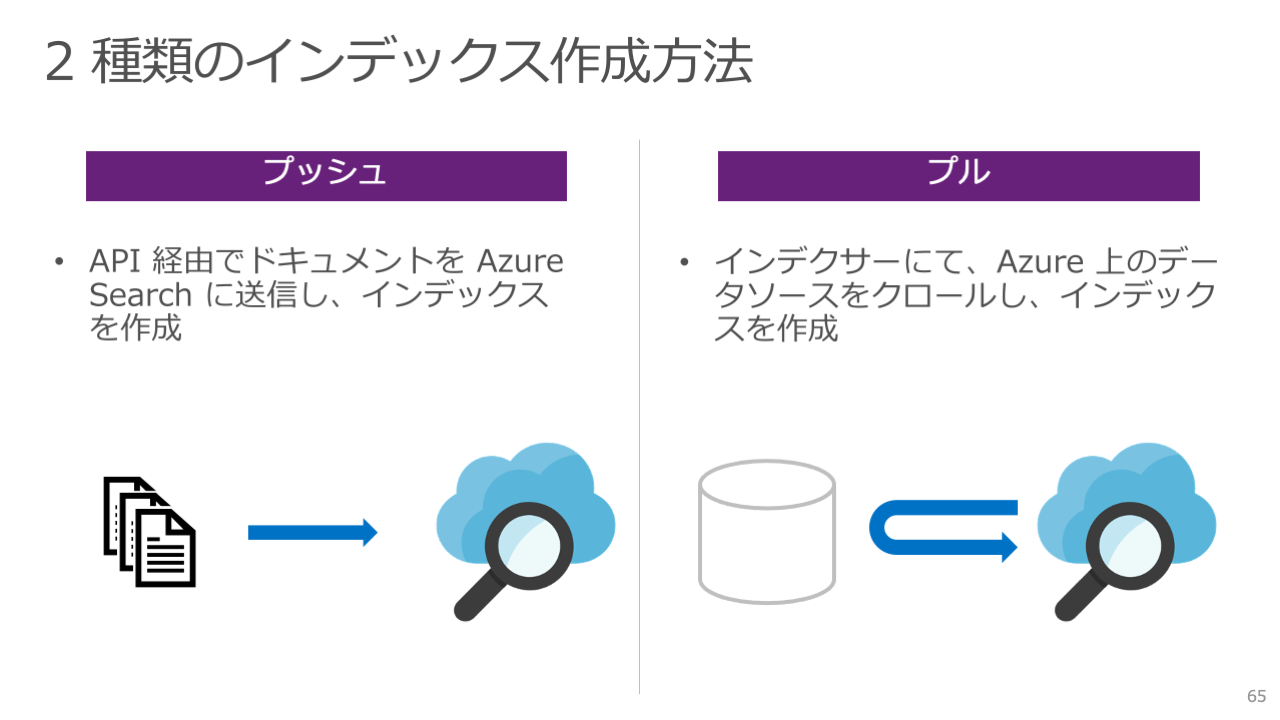 2 種類のインデックス作成方法
プッシュ
• API 経由でドキュメントを Azure
Search に送信し、インデックス
を作成
プル
• インデクサーにて、Azure 上のデー
タソースをクロールし、インデック
スを作成
65